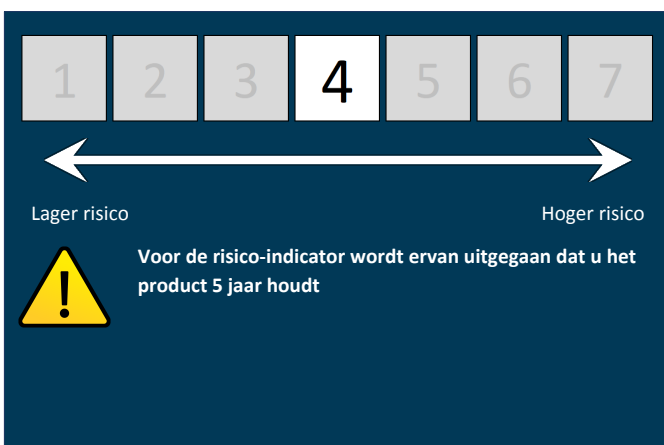 1 2 3 4 5 6 7
Lager risico Hoger risico
Voor de risico-indicator wordt ervan uitgegaan dat u het
product 5 jaar houdt